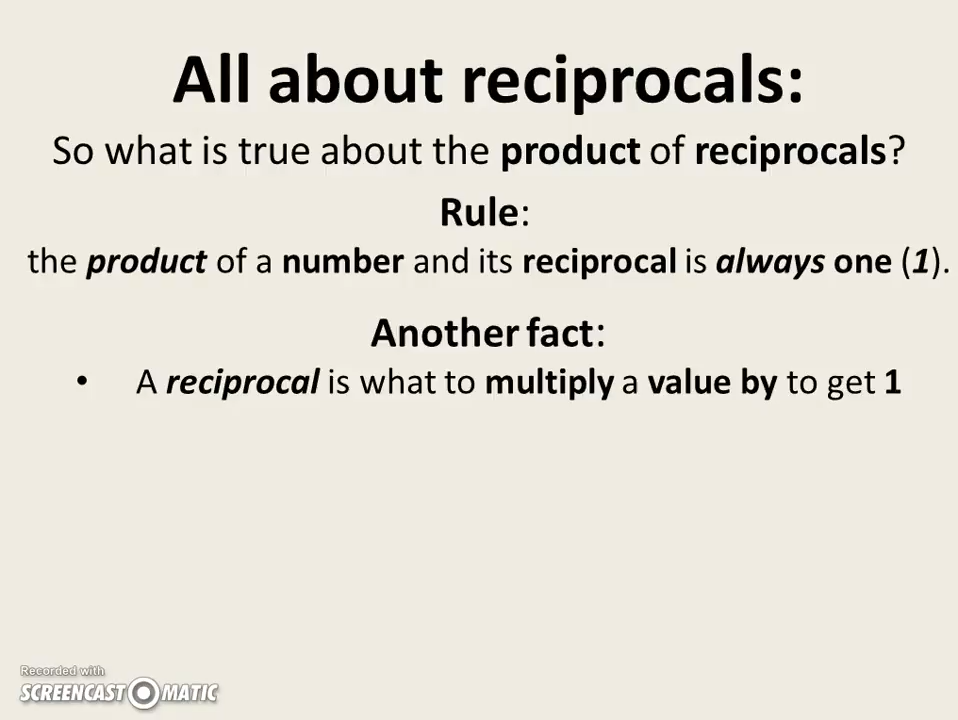 All about reciprocals:
So what is true about the product of reciprocals?
Rule:
the product of a number and its reciprocal is always one (1).
Another fact:
• A reciprocal is what to multiply a value by to get 1
Recorded with
SCREENCAST MATIC